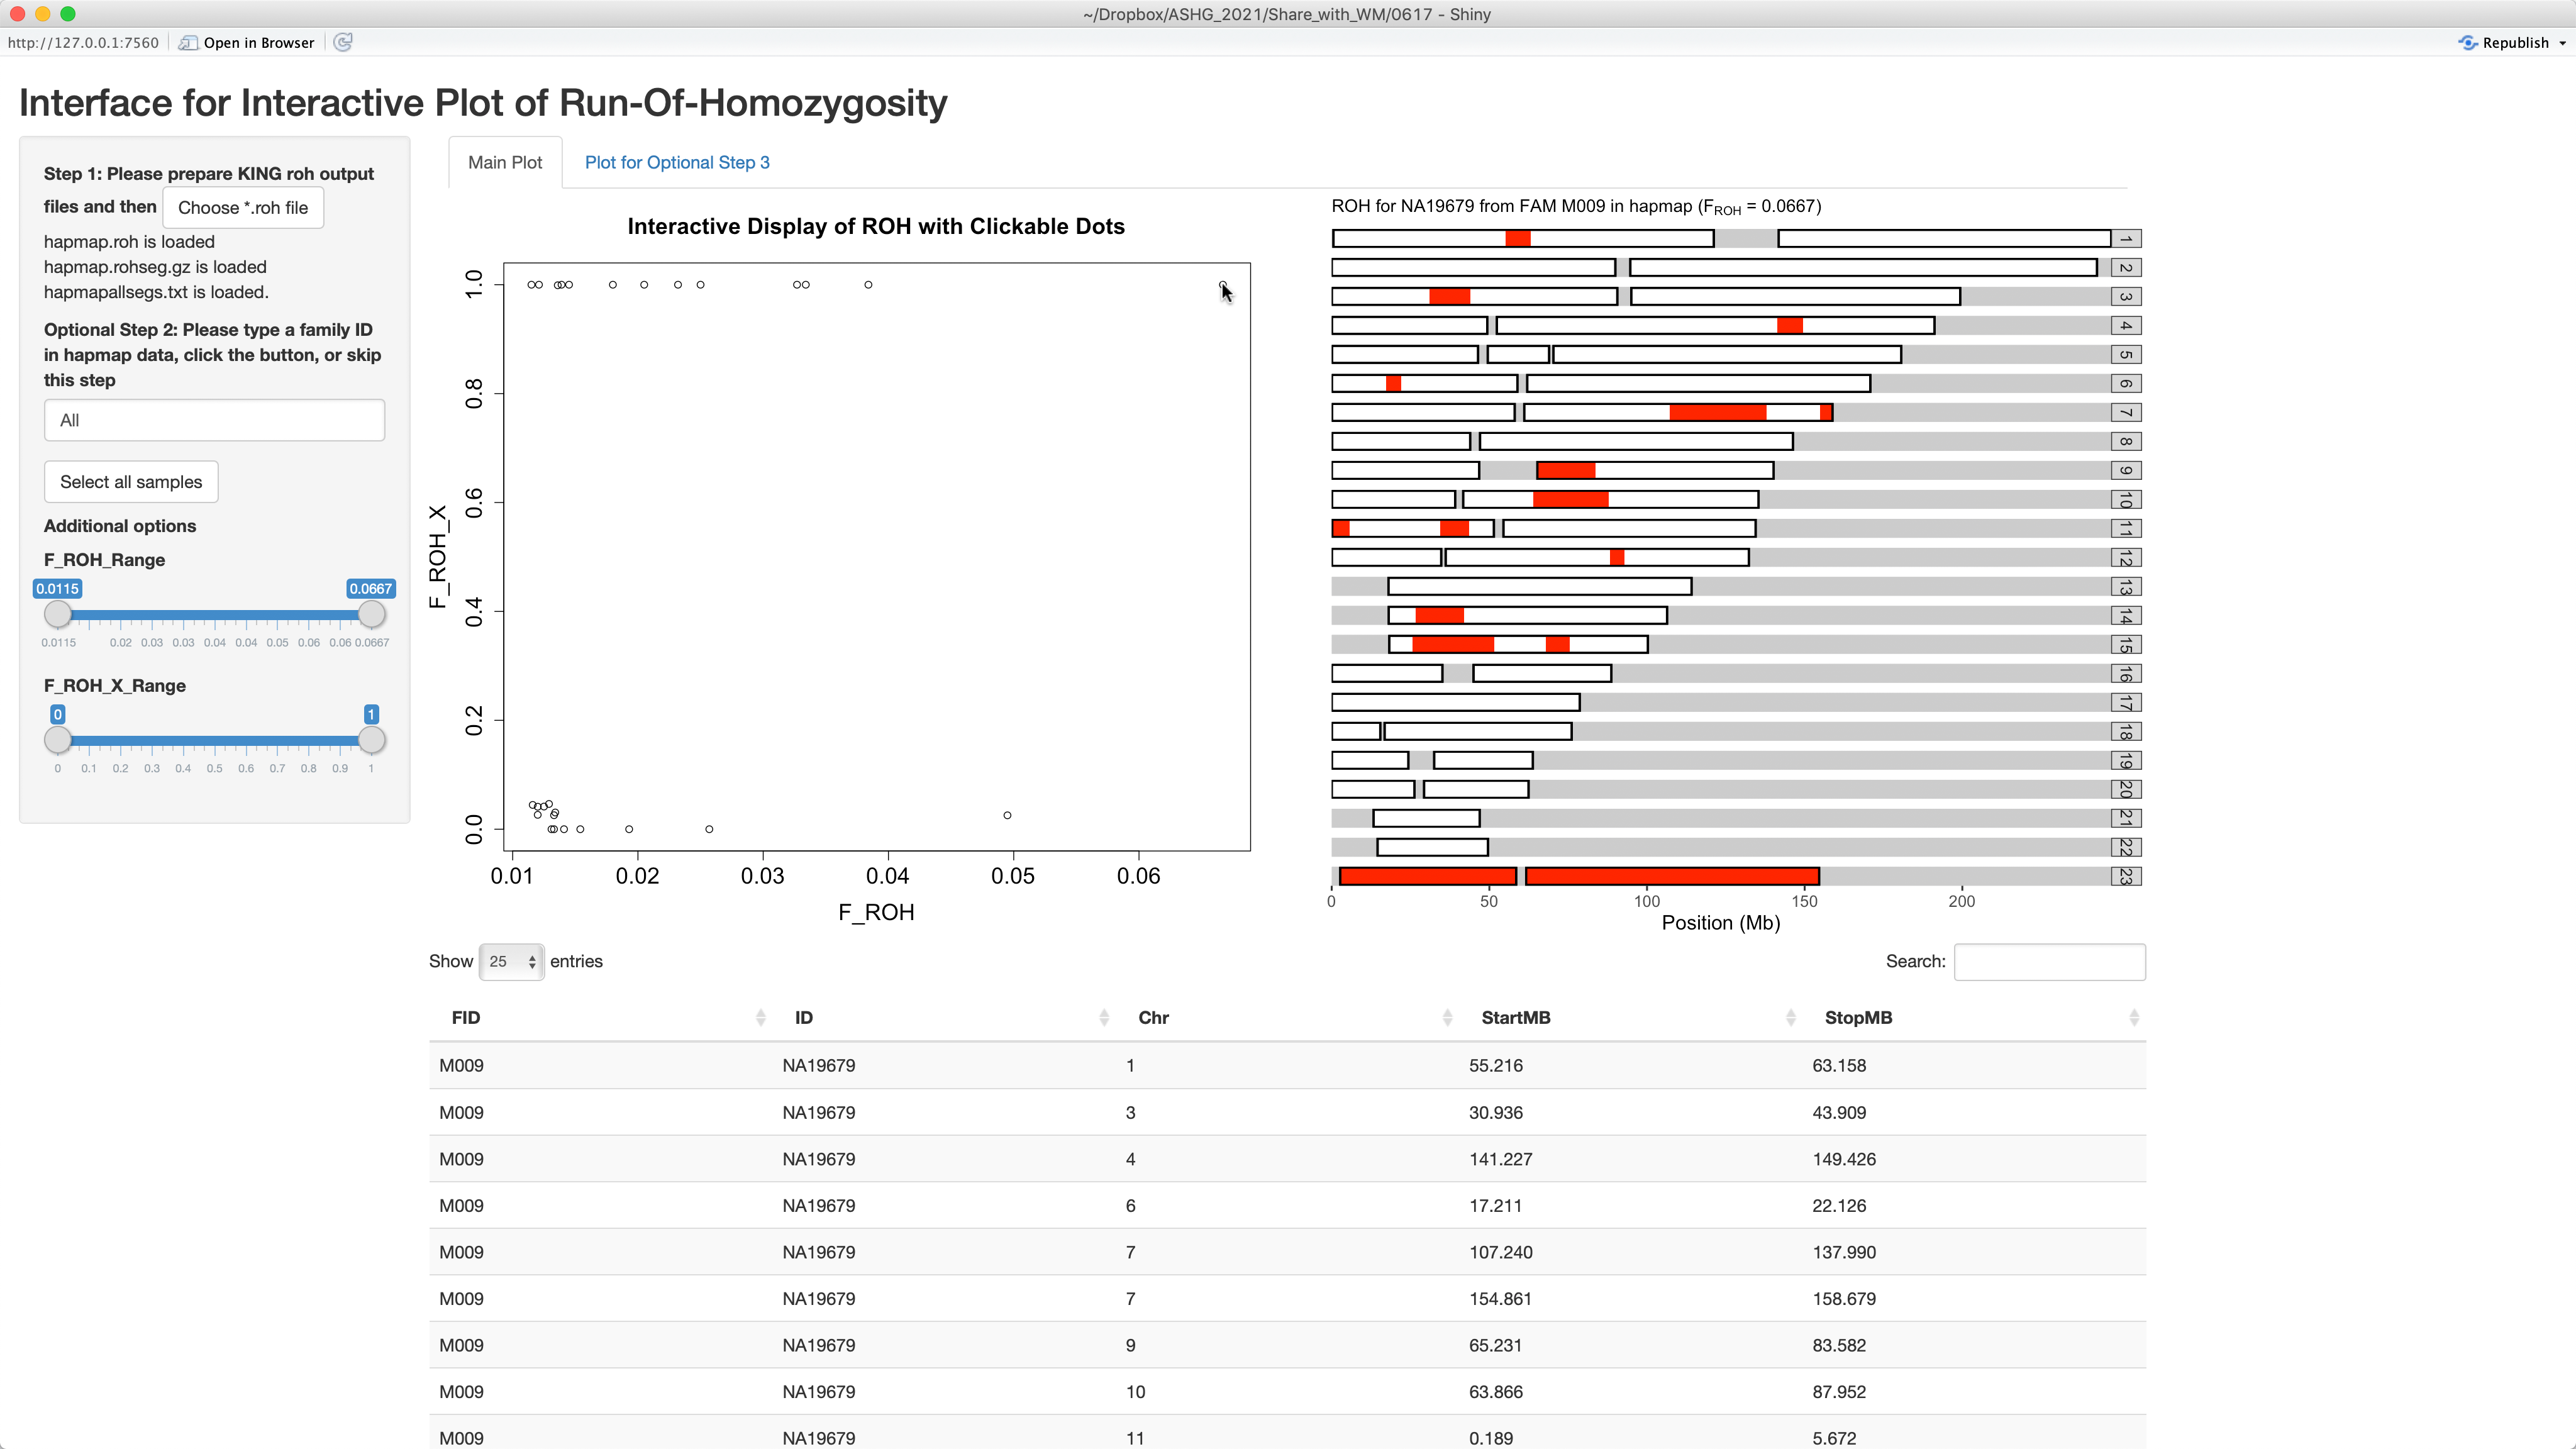 ~/Dropbox/ASHG_2021/Share_with_WM/0617 - Shiny
http://127.0.0.1:7560
Open in Browser
Republish
Interface for Interactive Plot of Run-Of-Homozygosity
Step 1: Please prepare KING roh output
files and then Choose *.roh file
hapmap.roh is loaded
hapmap.rohseg.gz is loaded
hapmapallsegs.txt is loaded.
Optional Step 2: Please type a family ID
in hapmap data, click the button, or skip
this step
All
Select all samples
Additional options
F_ROH_Range
0.0115 0.0667
0.0115 0.02 0.03 0.03 0.04 0.04 0.05 0.06 0.06 0.0667
F_ROH_X_Range
0 1
0 0.1 0.2 0.3 0.4 0.5 0.6 0.7 0.8 0.9 1
Main Plot
Plot for Optional Step 3
Interactive Display of ROH with Clickable Dots
F_ROH_X
1.0
0.8
0.6
0.4
0.2
0.0
0.01 0.02 0.03 0.04 0.05 0.06
F_ROH
ROH for NA19679 from FAM M009 in hapmap (FROH = 0.0667)
1
2
3
4
5
6
7
8
9
10
11
12
13
14
15
16
17
18
19
20
21
22
23
0 50 100 150 200
Position (Mb)
Show 25 entries
Search:
FID ID Chr StartMB StopMB
M009 NA19679 1 55.216 63.158
M009 NA19679 3 30.936 43.909
M009 NA19679 4 141.227 149.426
M009 NA19679 6 17.211 22.126
M009 NA19679 7 107.240 137.990
M009 NA19679 7 154.861 158.679
M009 NA19679 9 65.231 83.582
M009 NA19679 10 63.866 87.952
M009 NA19679 11 0.189 5.672